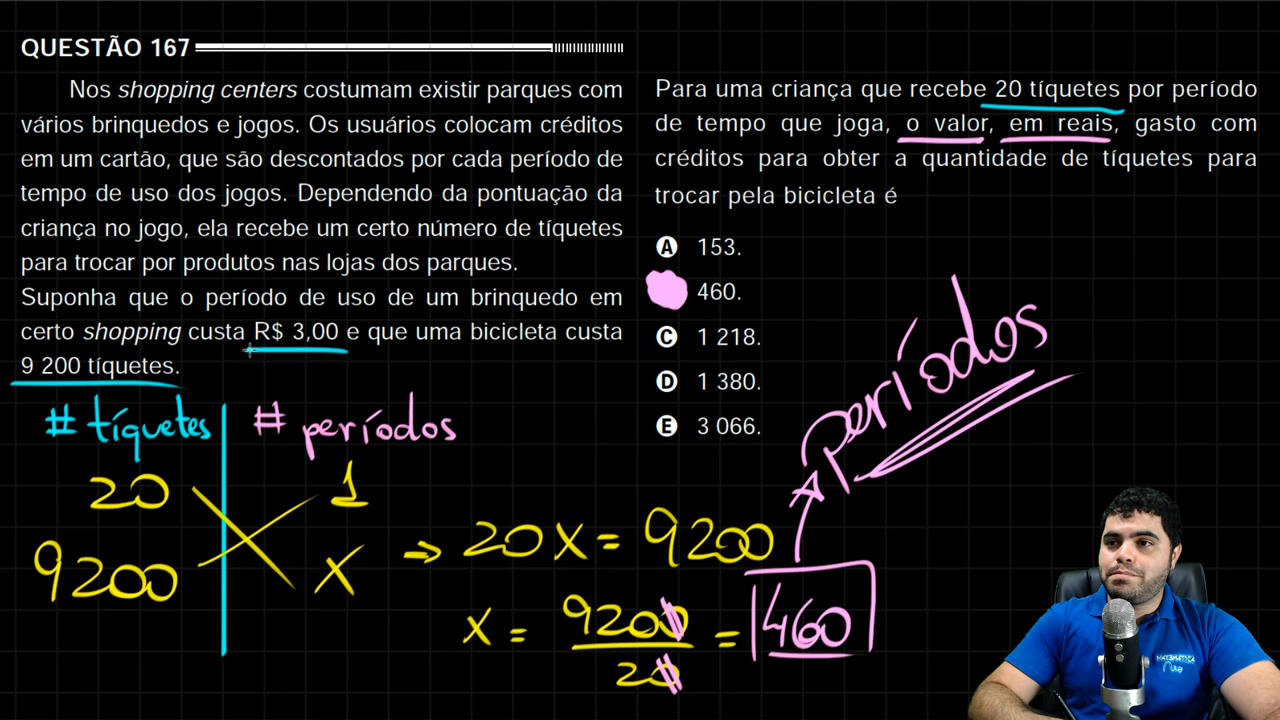 QUESTÃO 167
Nos shopping centers costumam existir parques com
vários brinquedos e jogos. Os usuários colocam créditos
em um cartão, que são descontados por cada período de
tempo de uso dos jogos. Dependendo da pontuação da
criança no jogo, ela recebe um certo número de tíquetes
para trocar por produtos nas lojas dos parques.
Suponha que o período de uso de um brinquedo em
certo shopping custa R$ 3,00 e que uma bicicleta custa
9 200 tíquetes.
# tíquetes # períodos
20 1
9200 x
Para uma criança que recebe 20 tíquetes por período
de tempo que joga, o valor, em reais, gasto com
créditos para obter a quantidade de tíquetes para
trocar pela bicicleta é
A 153.
460.
C 1 218.
D 1 380.
E 3 066.
períodos
⇒ 20x = 9200
x = 9200/20 = 460
MATEMÁTICA